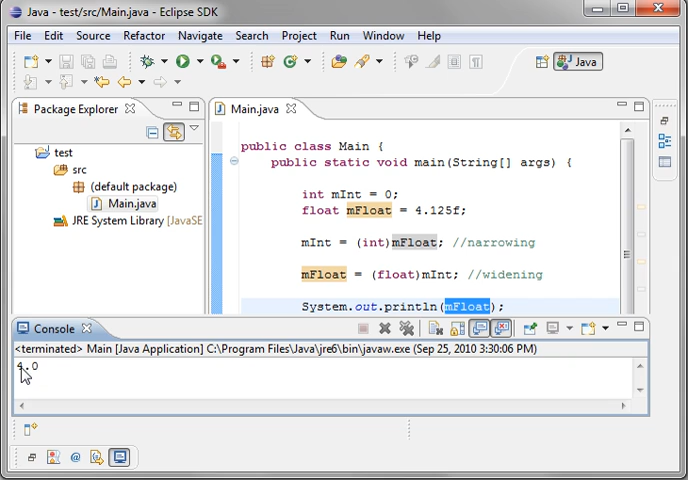 Java - test/src/Main.java - Eclipse SDK
File Edit Source Refactor Navigate Search Project Run Window Help
Java
Package Explorer
Main.java
test
src
(default package)
Main.java
JRE System Library [JavaSE
public class Main {
public static void main(String[] args) {
int mInt = 0;
float mFloat = 4.125f;
mInt = (int)mFloat; //narrowing
mFloat = (float)mInt; //widening
System.out.println(mFloat);
Console
<terminated> Main [Java Application] C:\Program Files\Java\jre6\bin\javaw.exe (Sep 25, 2010 3:30:06 PM)
4.0